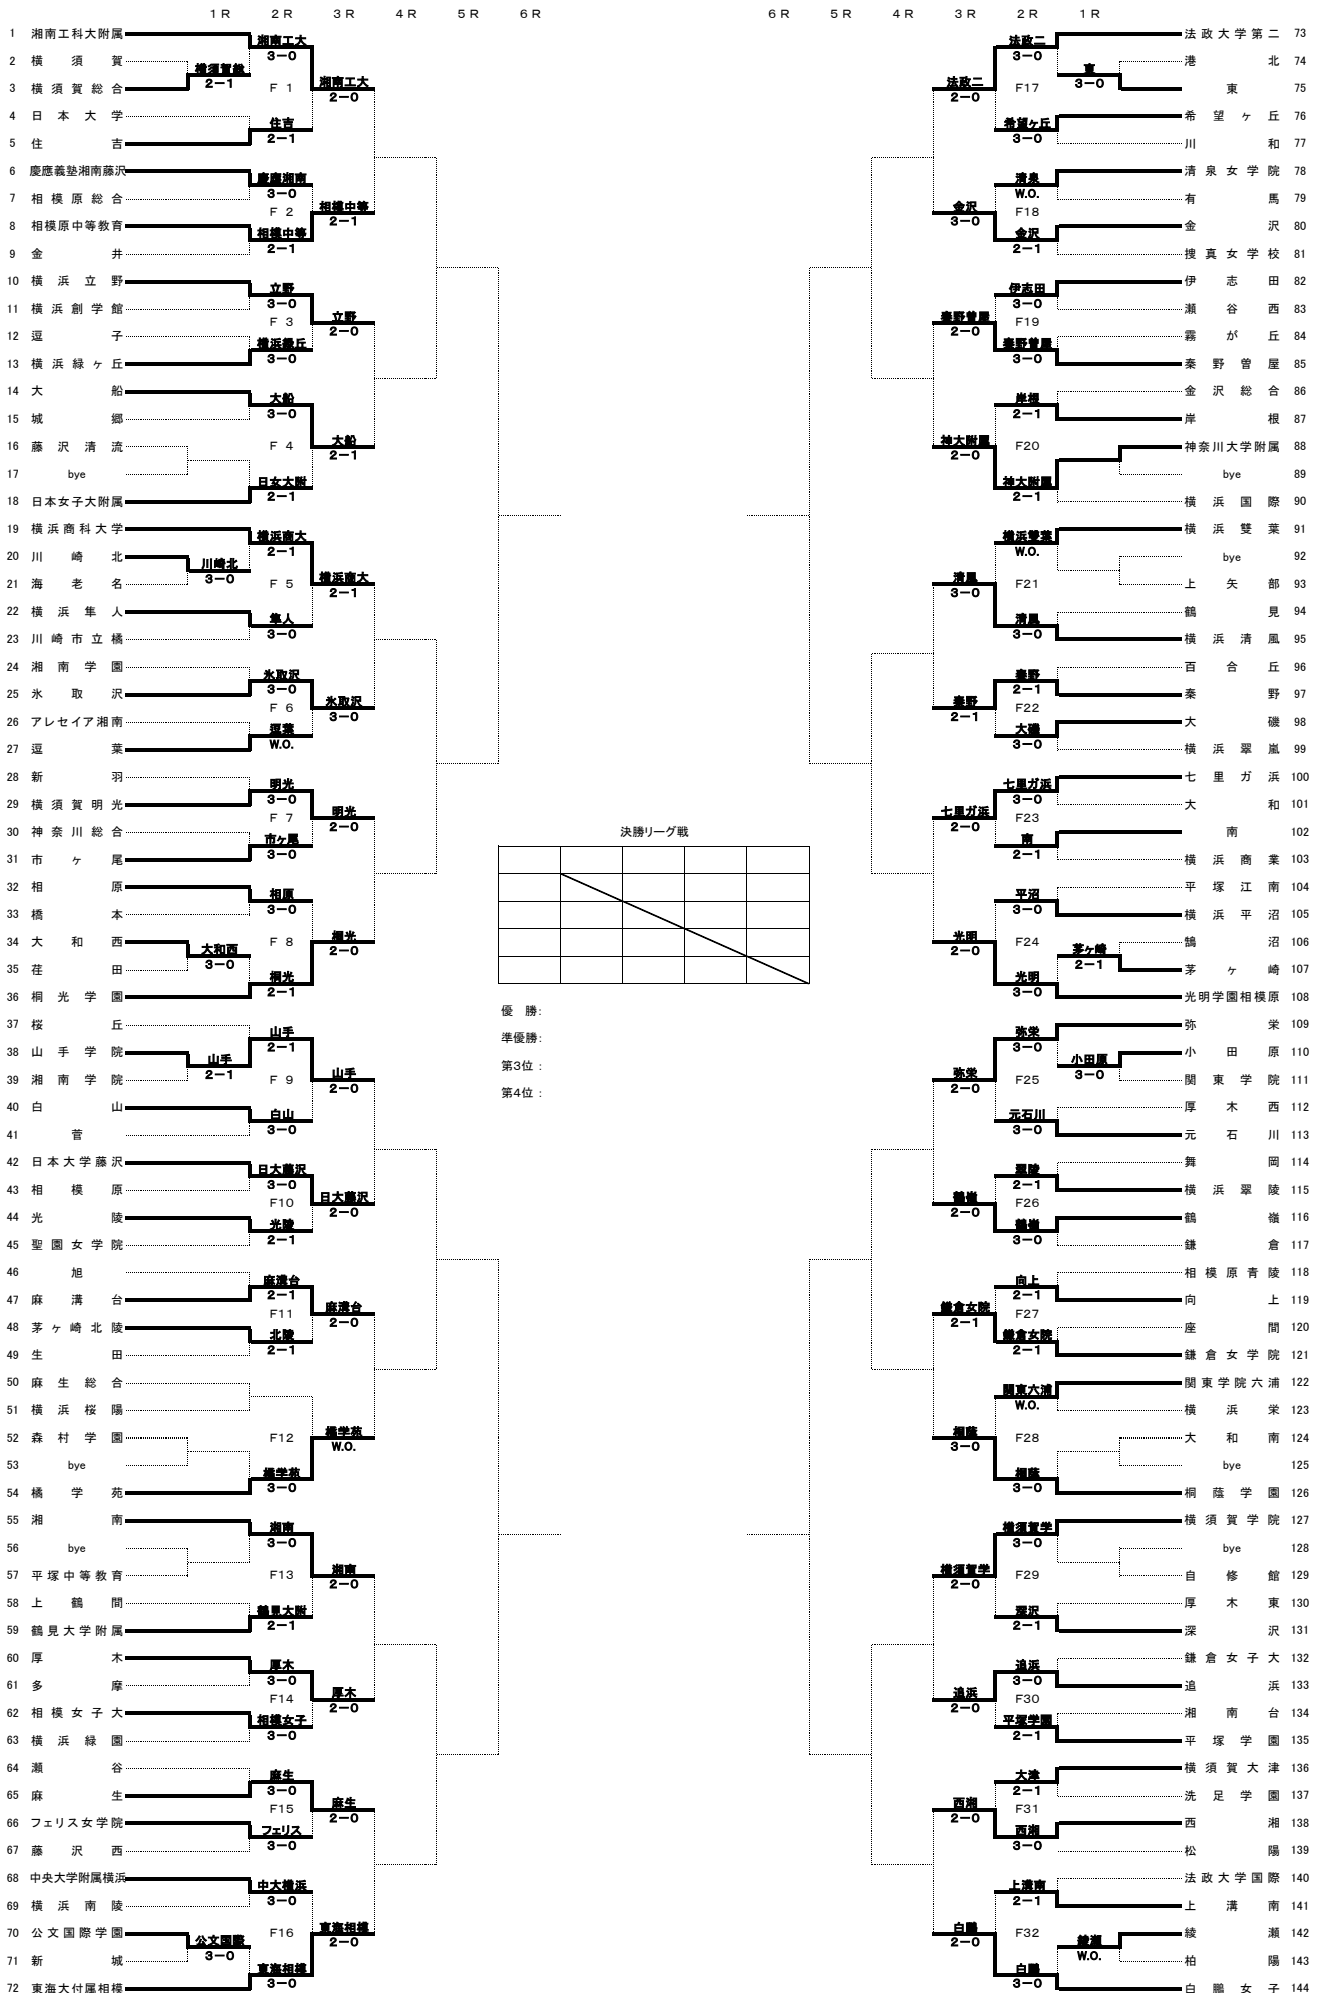 1R 2R 3R 4R 5R 6R
1 湘南工科大附属
湘南工大
3-0
2 横須賀
横須賀総
2-1
3 横須賀総合
F 1
湘南工大
2-0
4 日本大学
住吉
2-1
5 住吉
6 慶應義塾湘南藤沢
慶應湘南
3-0
7 相模原総合
F 2
相模中等
2-1
8 相模原中等教育
相模中等
2-1
9 金井
10 横浜立野
立野
3-0
11 横浜創学館
F 3
立野
2-0
12 逗子
横浜緑丘
3-0
13 横浜緑ヶ丘
14 大船
大船
3-0
15 城郷
16 藤沢清流
F 4
大船
2-1
17 bye
日女大附
2-1
18 日本女子大附属
19 横浜商科大学
横浜商大
2-1
20 川崎北
川崎北
3-0
21 海老名
F 5
横浜商大
2-1
22 横浜隼人
隼人
3-0
23 川崎市立橘
24 湘南学園
氷取沢
3-0
25 氷取沢
F 6
氷取沢
3-0
26 アレセイア湘南
逗葉
W.O.
27 逗葉
28 新羽
明光
3-0
29 横須賀明光
F 7
明光
2-0
30 神奈川総合
市ヶ尾
3-0
31 市ヶ尾
32 相原
相原
3-0
33 橋本
34 大和西
大和西
3-0
F 8
桐光
2-0
35 荏田
桐光
2-1
36 桐光学園
37 桜丘
山手
2-1
38 山手学院
山手
2-1
39 湘南学院
F 9
山手
2-0
40 白山
白山
3-0
41 菅
42 日本大学藤沢
日大藤沢
3-0
43 相模原
F10
日大藤沢
2-0
44 光陵
光陵
2-1
45 聖園女学院
46 旭
麻溝台
2-1
47 麻溝台
F11
麻溝台
2-0
48 茅ヶ崎北陵
北陵
2-1
49 生田
50 麻生総合
51 横浜桜陽
52 森村学園
F12
橘学苑
W.O.
53 bye
橘学苑
3-0
54 橘学苑
55 湘南
湘南
3-0
56 bye
57 平塚中等教育
F13
湘南
2-0
58 上鶴間
鶴見大附
2-1
59 鶴見大学附属
60 厚木
厚木
3-0
61 多摩
F14
厚木
2-0
62 相模女子大
相模女子
3-0
63 横浜緑園
64 瀬谷
麻生
3-0
65 麻生
F15
麻生
2-0
66 フェリス女学院
フェリス
3-0
67 藤沢西
68 中央大学附属横浜
中大横浜
3-0
69 横浜南陵
70 公文国際学園
公文国際
3-0
F16
東海相模
2-0
71 新城
東海相模
3-0
72 東海大付属相模
決勝リーグ戦
優 勝:
準優勝:
第3位:
第4位:
6R 5R 4R 3R 2R 1R
法政二
3-0
法政大学第二 73
港北 74
東
3-0
法政二
2-0
F17
東 75
希望ヶ丘
3-0
希望ヶ丘 76
川和 77
清泉
W.O.
清泉女学院 78
有馬 79
金沢
3-0
F18
金沢
2-1
金沢 80
捜真女学校 81
伊志田
3-0
伊志田 82
瀬谷西 83
秦野曽屋
2-0
F19
霧が丘 84
秦野曽屋
3-0
秦野曽屋 85
金沢総合 86
岸根
2-1
岸根 87
神大附属
2-0
F20
神奈川大学附属 88
bye 89
神大附属
2-1
横浜国際 90
横浜雙葉
W.O.
横浜雙葉 91
bye 92
清風
3-0
F21
上矢部 93
鶴見 94
清風
3-0
横浜清風 95
百合丘 96
秦野
2-1
秦野 97
秦野
2-1
F22
大磯 98
大磯
3-0
横浜翠嵐 99
七里ガ浜
3-0
七里ガ浜 100
大和 101
七里ガ浜
2-0
F23
南 102
南
2-1
横浜商業 103
平塚江南 104
平沼
3-0
横浜平沼 105
光明
2-0
F24
鵠沼 106
茅ヶ崎
2-1
茅ヶ崎 107
光明
3-0
光明学園相模原 108
弥栄
3-0
弥栄 109
小田原 110
小田原
3-0
弥栄
2-0
F25
関東学院 111
厚木西 112
元石川
3-0
元石川 113
舞岡 114
翠陵
2-1
横浜翠陵 115
鶴嶺
2-0
F26
鶴嶺 116
鶴嶺
3-0
鎌倉 117
相模原青陵 118
向上
2-1
向上 119
鎌倉女院
2-1
F27
座間 120
鎌倉女院
2-1
鎌倉女学院 121
関東六浦
W.O.
関東学院六浦 122
横浜栄 123
桐蔭
3-0
F28
大和南 124
bye 125
桐蔭
3-0
桐蔭学園 126
横須賀学
3-0
横須賀学院 127
bye 128
横須賀学
2-0
F29
自修館 129
厚木東 130
深沢
2-1
深沢 131
鎌倉女子大 132
追浜
3-0
追浜 133
追浜
2-0
F30
湘南台 134
平塚学園
2-1
平塚学園 135
大津
2-1
横須賀大津 136
洗足学園 137
西湘
2-0
F31
西湘 138
西湘
3-0
松陽 139
法政大学国際 140
上溝南
2-1
上溝南 141
白鵬
2-0
F32
綾瀬 142
綾瀬
W.O.
柏陽 143
白鵬
3-0
白鵬女子 144